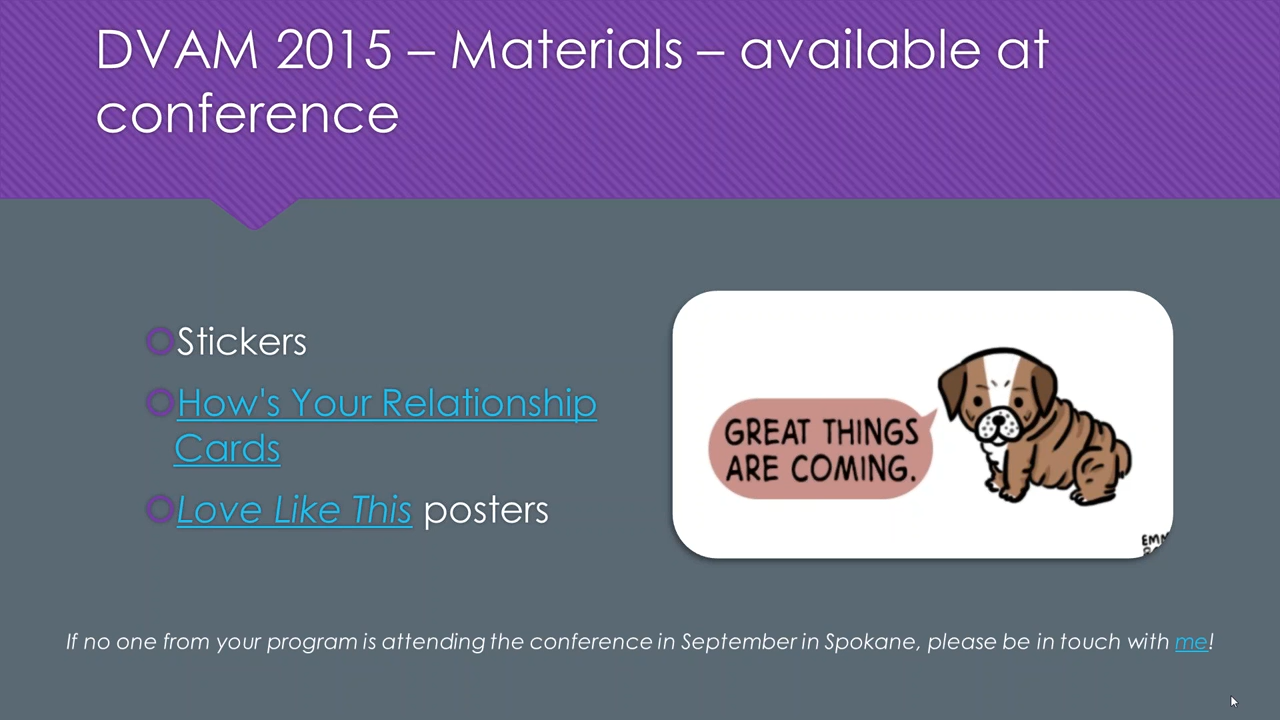 DVAM 2015 – Materials – available at
conference
Stickers
How's Your Relationship
Cards
Love Like This posters
GREAT THINGS
ARE COMING.
If no one from your program is attending the conference in September in Spokane, please be in touch with me!